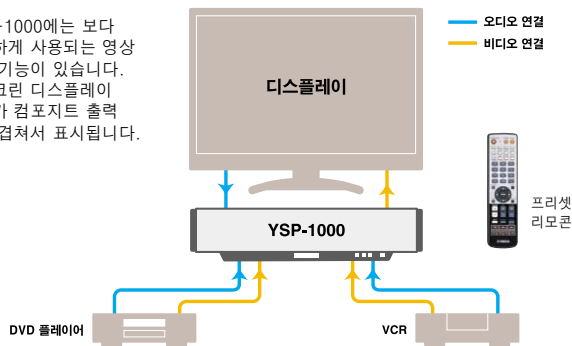 -1000에는 보다
하게 사용되는 영상
기능이 있습니다.
크린 디스플레이
컴포지트 출력
겹쳐서 표시됩니다.
오디오 연결
비디오 연결
디스플레이
프리셋
리모콘
YSP-1000
DVD 플레이어
VCR